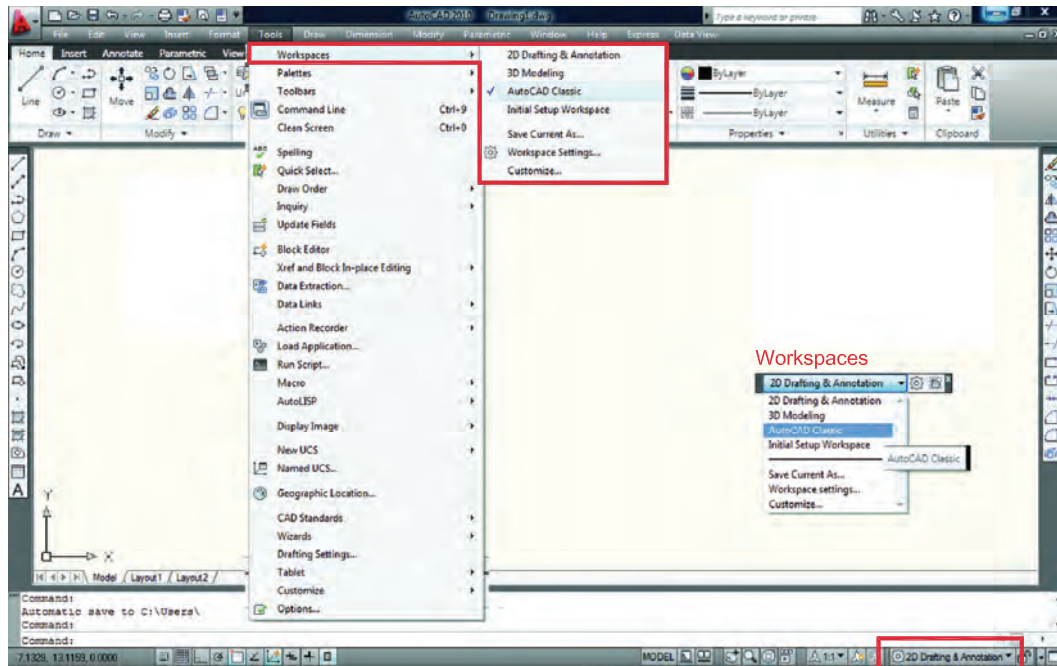 AutoCAD 2010 Drawing1.dwg
Type a keyword or phrase
File Edit View Insert Format Tools Draw Dimension Modify Parametric Window Help Express Data View
Home Insert Annotate Parametric View
Line
Move
Draw
Modify
ByLayer
ByLayer
ByLayer
Properties
Measure
Utilities
Paste
Clipboard
Workspaces
Palettes
Toolbars
Command Line Ctrl+9
Clean Screen Ctrl+0
Spelling
Quick Select...
Draw Order
Inquiry
Update Fields
Block Editor
Xref and Block In-place Editing
Data Extraction...
Data Links
Action Recorder
Load Application...
Run Script...
Macro
AutoLISP
Display Image
New UCS
Named UCS...
Geographic Location...
CAD Standards
Wizards
Drafting Settings...
Tablet
Customize
Options...
2D Drafting & Annotation
3D Modeling
AutoCAD Classic
Initial Setup Workspace
Save Current As...
Workspace Settings...
Customize...
Workspaces
2D Drafting & Annotation
2D Drafting & Annotation
3D Modeling
AutoCAD Classic
Initial Setup Workspace
AutoCAD Classic
Save Current As...
Workspace settings...
Customize...
ABC
A
Y
X
Model / Layout1 / Layout2 /
Command:
Automatic save to C:\Users\
Command:
Command:
7.1329, 13.1159, 0.0000
MODEL
1:1
2D Drafting & Annotation